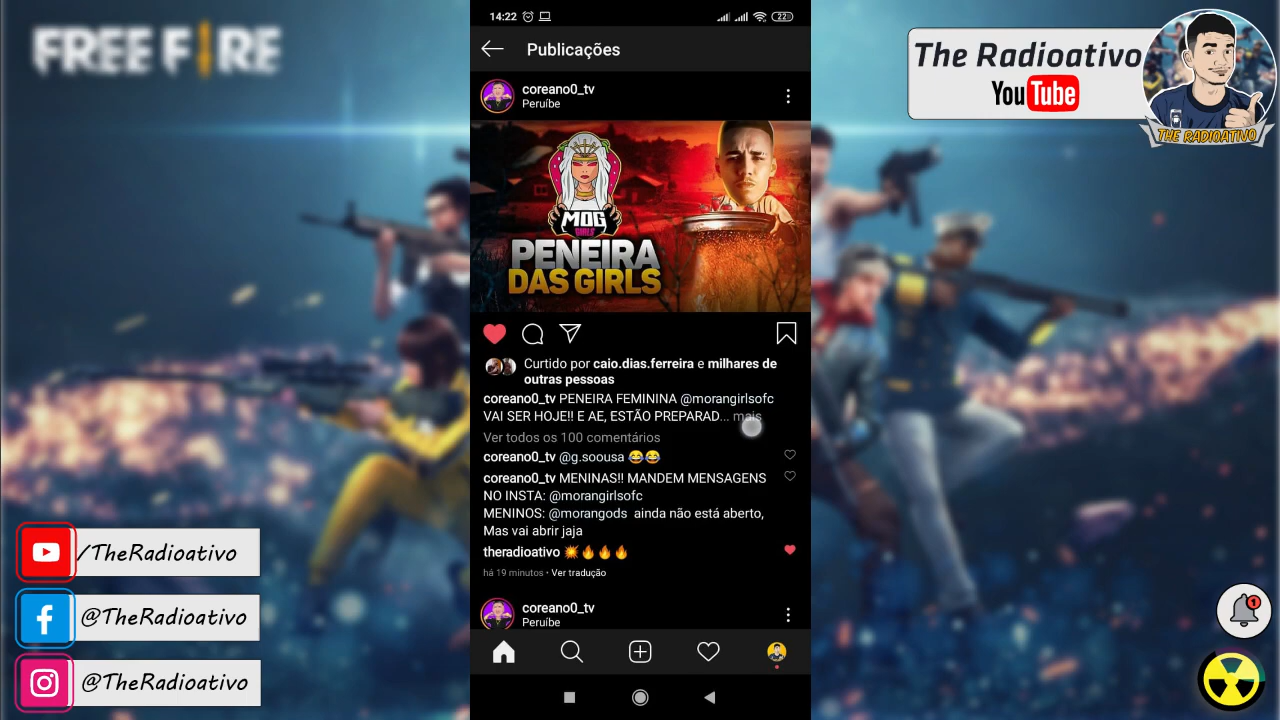 FREE FIRE
14:22
22
Publicações
coreano0_tv
Peruíbe
MOG
GIRLS
PENEIRA
DAS GIRLS
Curtido por caio.dias.ferreira e milhares de
outras pessoas
coreano0_tv PENEIRA FEMININA @morangirlsofc
VAI SER HOJE!! E AE, ESTÃO PREPARAD... mais
Ver todos os 100 comentários
coreano0_tv @g.soousa 😂😂
coreano0_tv MENINAS!! MANDEM MENSAGENS
NO INSTA: @morangirlsofc
MENINOS: @morangods ainda não está aberto,
Mas vai abrir jaja
theradioativo 💥🔥🔥🔥
há 19 minutos • Ver tradução
coreano0_tv
Peruíbe
The Radioativo
YouTube
THE RADIOATIVO
/TheRadioativo
@TheRadioativo
@TheRadioativo
1